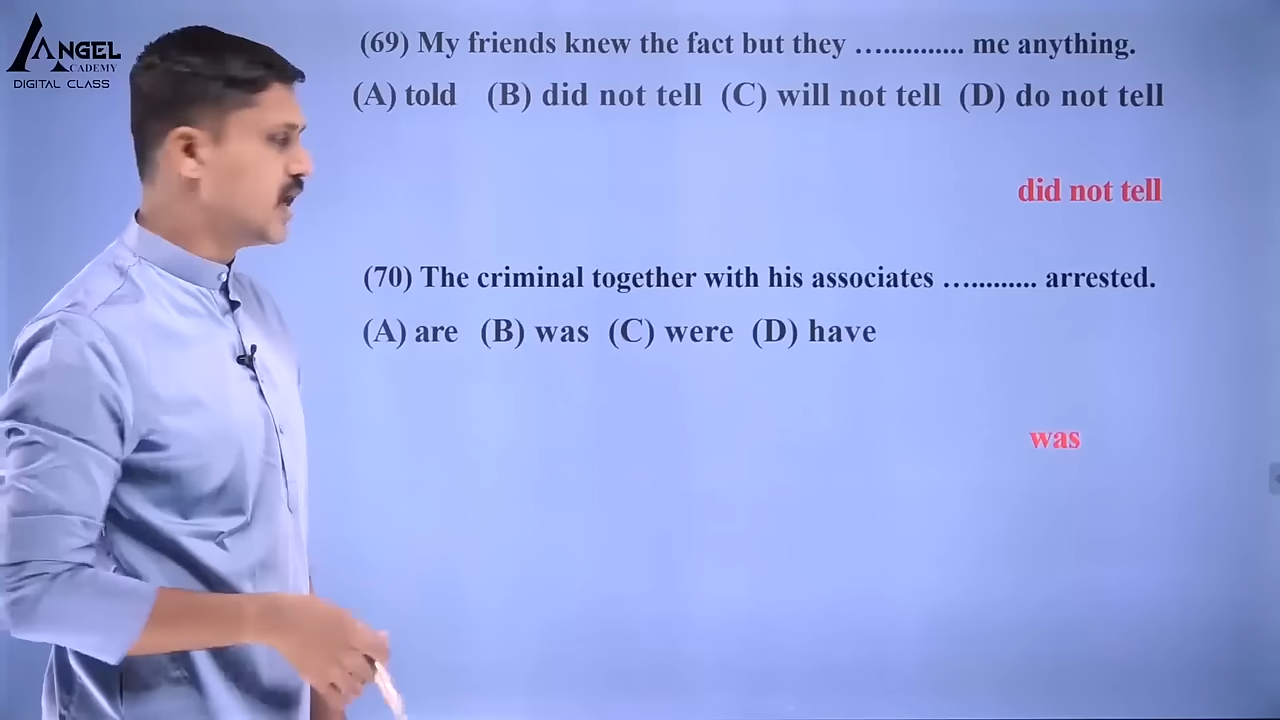 ANGEL
ACADEMY
DIGITAL CLASS
(69) My friends knew the fact but they …............ me anything.
(A) told (B) did not tell (C) will not tell (D) do not tell
did not tell
(70) The criminal together with his associates ….......... arrested.
(A) are (B) was (C) were (D) have
was